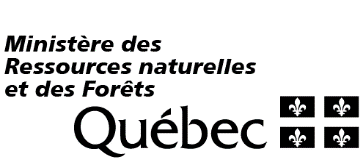 Ministère des
Ressources naturelles
et des Forêts
Québec